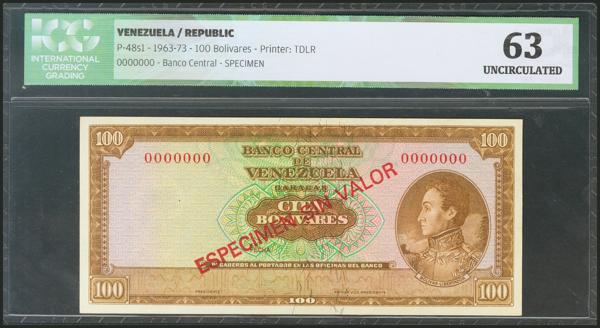 ICG
INTERNATIONAL
CURRENCY
GRADING
VENEZUELA / REPUBLIC
P-48s1 - 1963-73 - 100 Bolivares - Printer: TDLR
0000000 - Banco Central - SPECIMEN
63
UNCIRCULATED
100
100
BANCO CENTRAL
DE
VENEZUELA
CARACAS
0000000
0000000
CIEN
BOLIVARES
ESPECIMEN SIN VALOR
FECHA
PAGADEROS AL PORTADOR EN LAS OFICINAS DEL BANCO
100
100
100